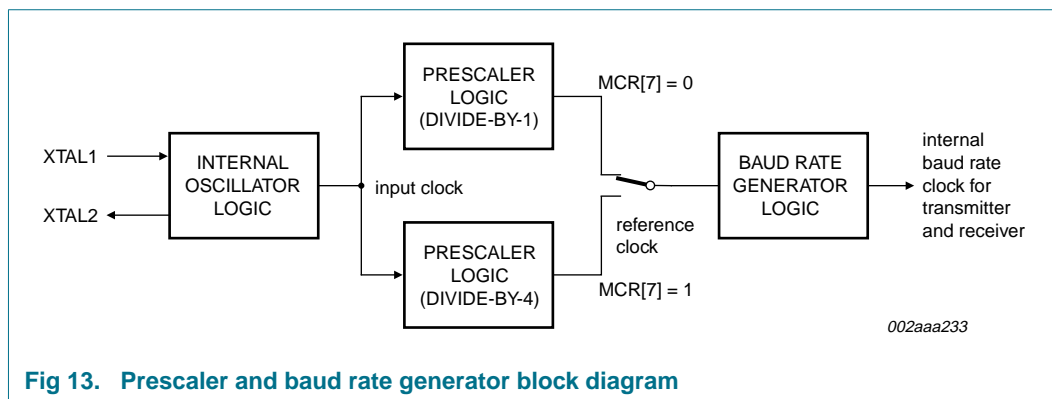 PRESCALER
LOGIC
(DIVIDE-BY-1)
MCR[7] = 0
XTAL1
XTAL2
INTERNAL
OSCILLATOR
LOGIC
input clock
BAUD RATE
GENERATOR
LOGIC
internal
baud rate
clock for
transmitter
and receiver
reference
clock
PRESCALER
LOGIC
(DIVIDE-BY-4)
MCR[7] = 1
002aaa233
Fig 13. Prescaler and baud rate generator block diagram